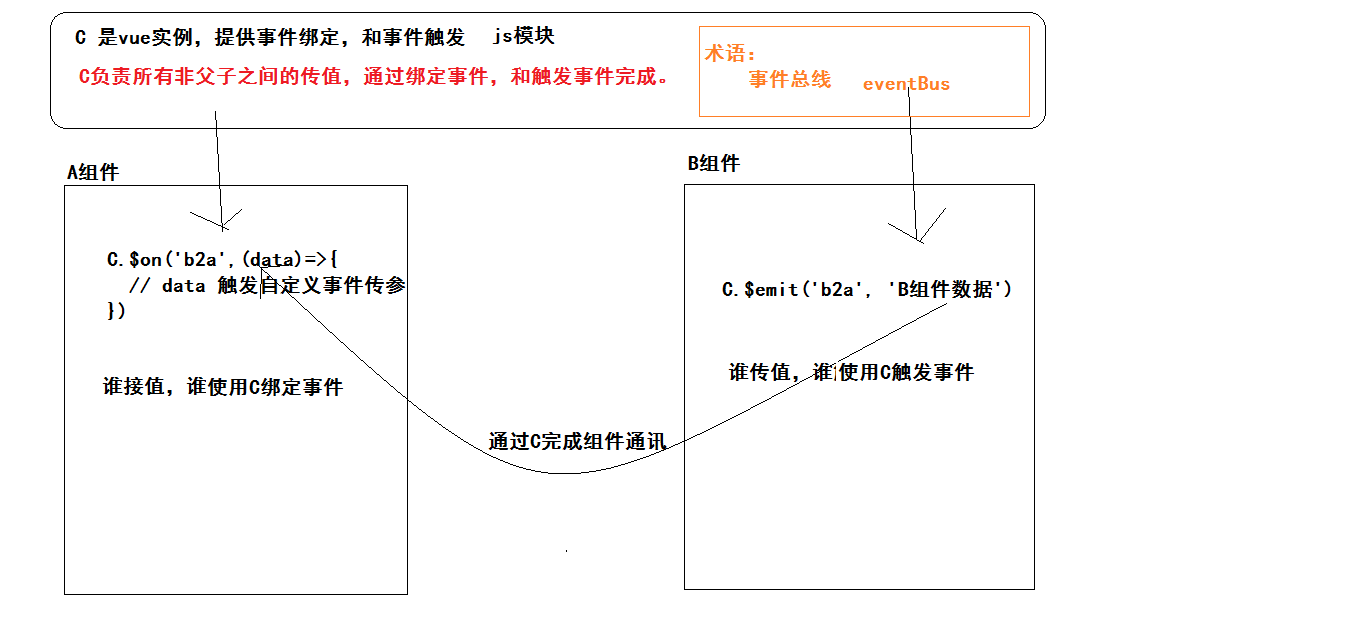 C 是vue实例，提供事件绑定，和事件触发 js模块
C负责所有非父子之间的传值，通过绑定事件，和触发事件完成。
术语：
事件总线 eventBus
A组件
C.$on('b2a',(data)=>{
// data 触发自定义事件传参
})
谁接值，谁使用C绑定事件
B组件
C.$emit('b2a', 'B组件数据')
谁传值，谁使用C触发事件
通过C完成组件通讯